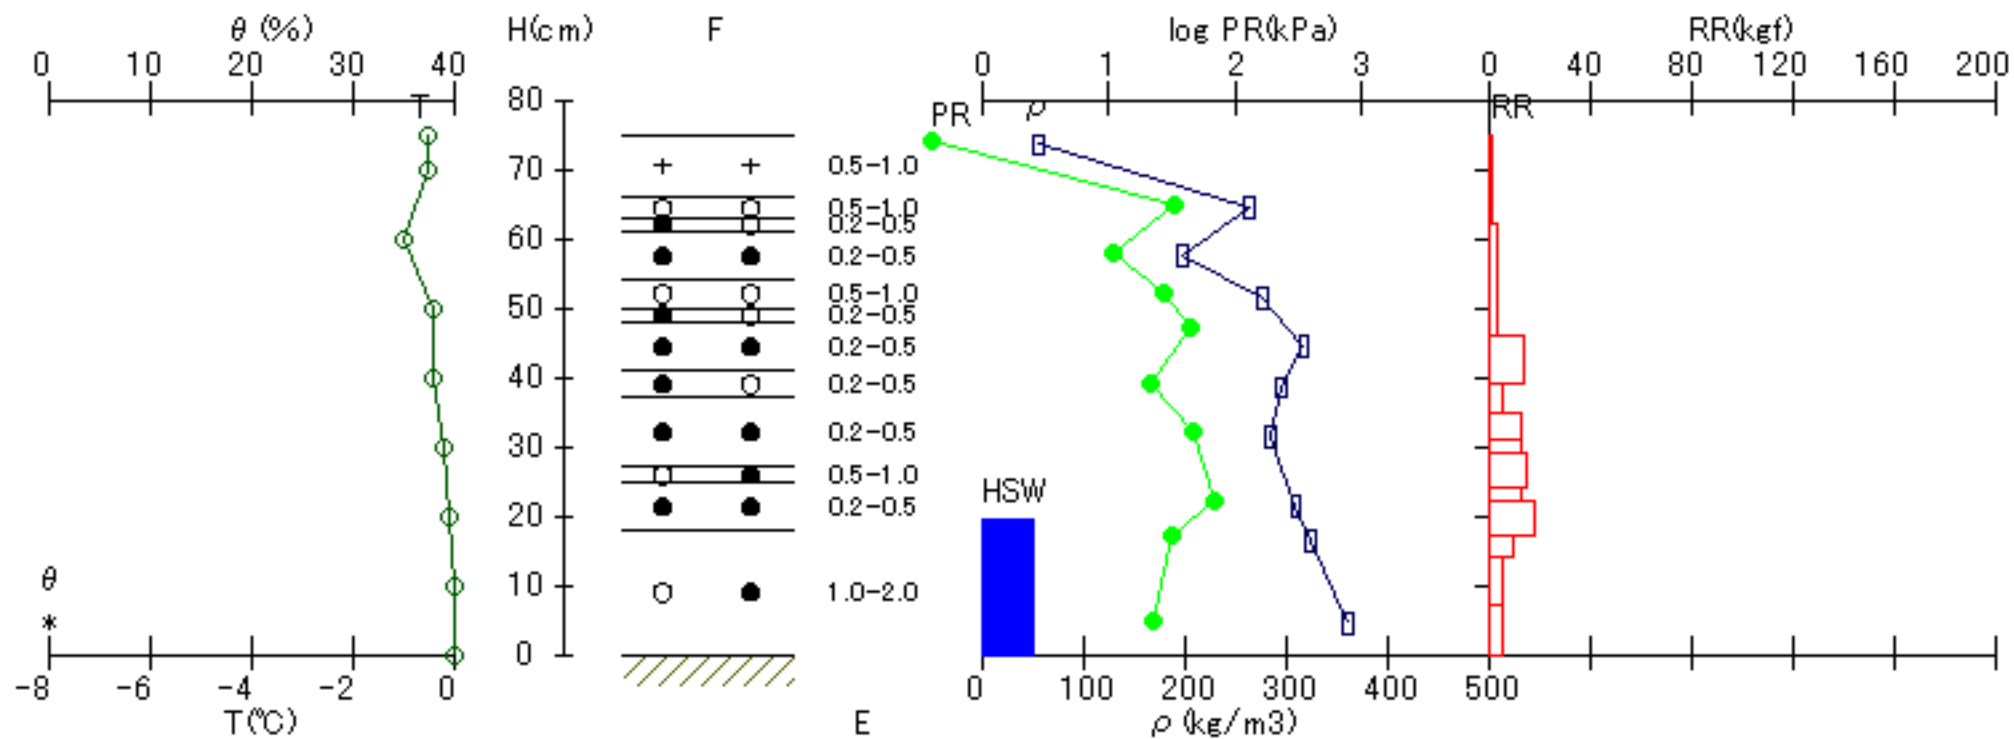 θ (%) H(cm) F log PR(kPa) RR(kgf)
0 10 20 30 40 0 1 2 3 0 40 80 120 160 200
T 80 PR ρ RR
70 0.5-1.0
0.5-1.0
0.2-0.5
60
0.2-0.5
0.5-1.0
50 0.2-0.5
0.2-0.5
40 0.2-0.5
30 0.2-0.5
0.5-1.0
HSW
20 0.2-0.5
θ 10 1.0-2.0
*
0
-8 -6 -4 -2 0 0 100 200 300 400 500
T(℃) E ρ (kg/m3)